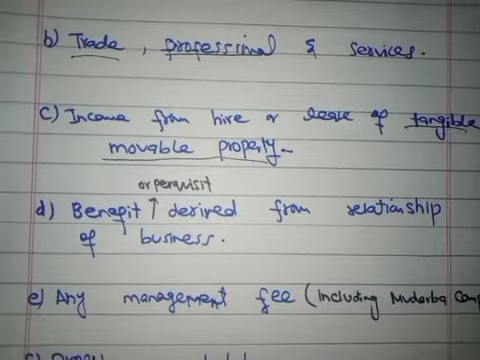 b) Trade, professional & services.
c) Income from hire or lease of tangible
movable property.
or perquisit
d) Benefit ↑ derived from relationship
of business.
e) Any management fee (including Mudarba Comp